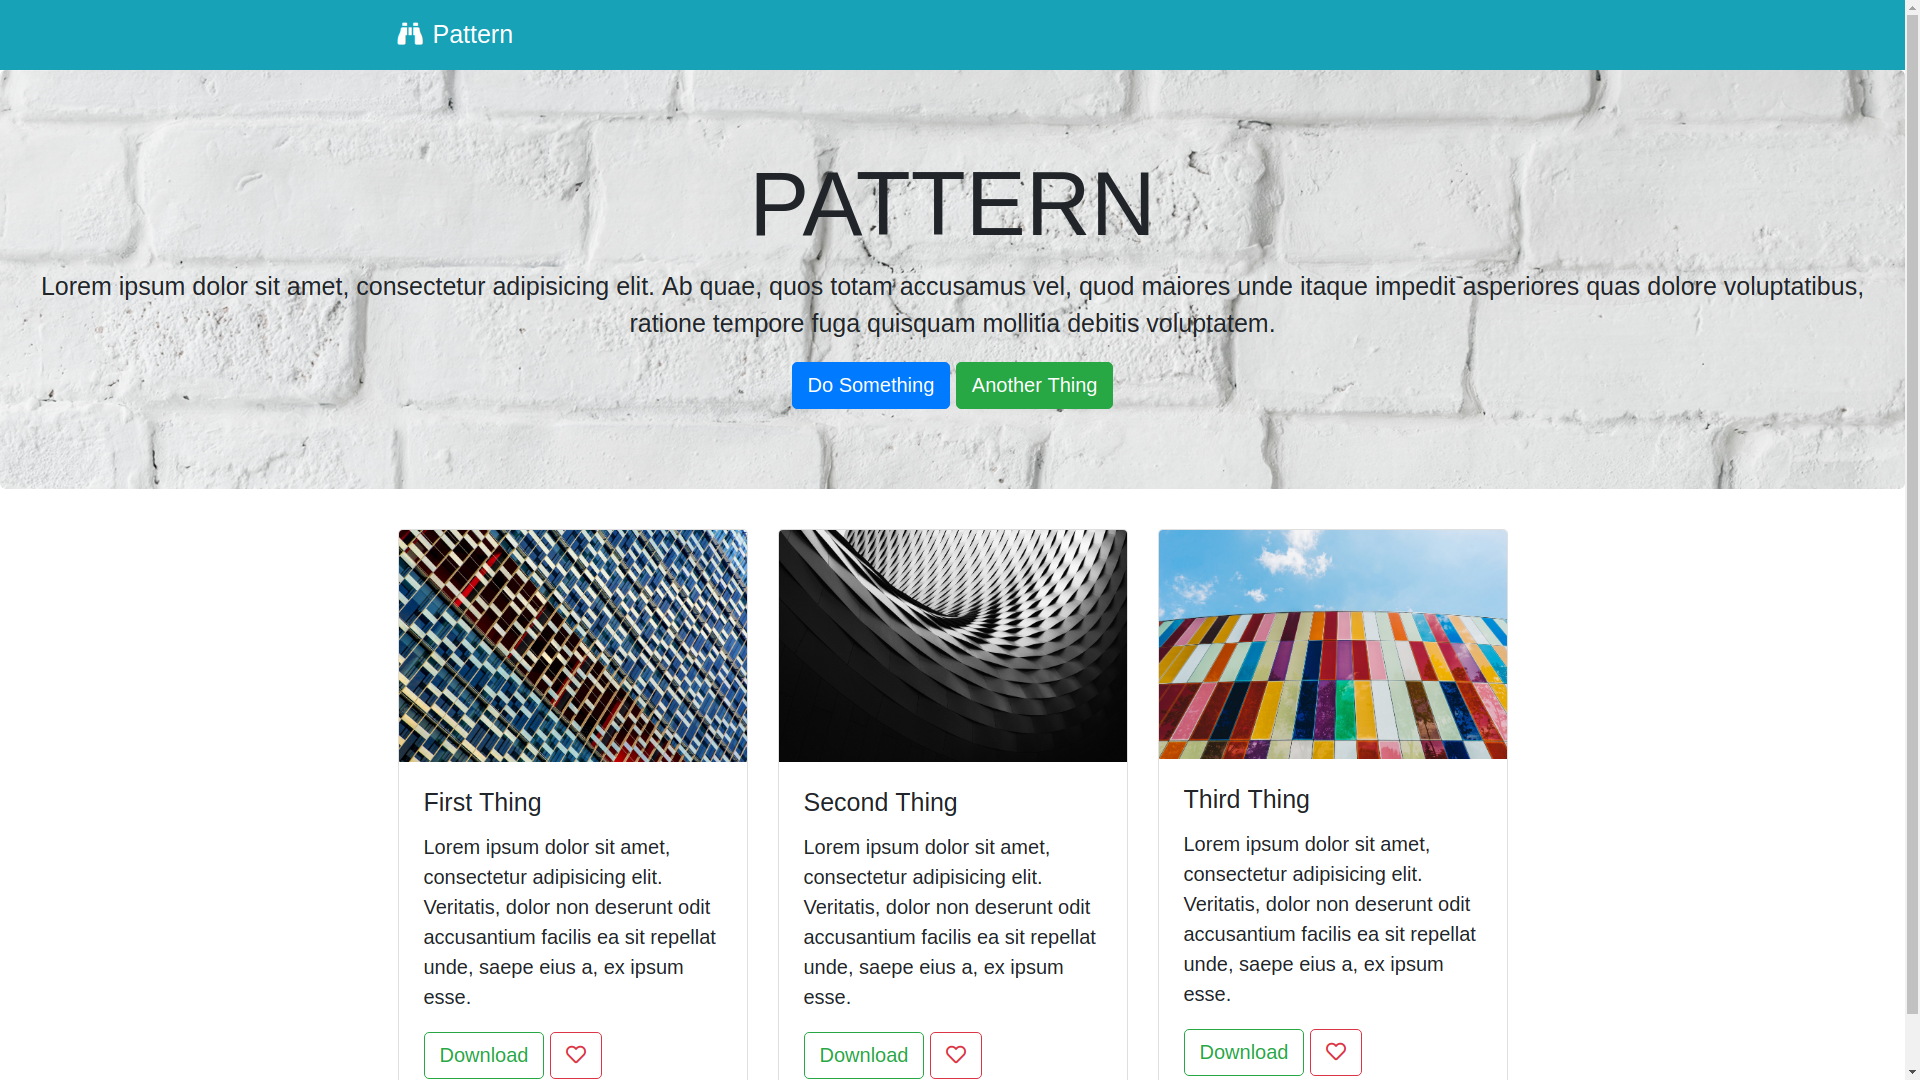 Pattern
PATTERN
Lorem ipsum dolor sit amet, consectetur adipisicing elit. Ab quae, quos totam accusamus vel, quod maiores unde itaque impedit asperiores quas dolore voluptatibus,
ratione tempore fuga quisquam mollitia debitis voluptatem.
Do Something
Another Thing
First Thing
Lorem ipsum dolor sit amet,
consectetur adipisicing elit.
Veritatis, dolor non deserunt odit
accusantium facilis ea sit repellat
unde, saepe eius a, ex ipsum
esse.
Download
Second Thing
Lorem ipsum dolor sit amet,
consectetur adipisicing elit.
Veritatis, dolor non deserunt odit
accusantium facilis ea sit repellat
unde, saepe eius a, ex ipsum
esse.
Download
Third Thing
Lorem ipsum dolor sit amet,
consectetur adipisicing elit.
Veritatis, dolor non deserunt odit
accusantium facilis ea sit repellat
unde, saepe eius a, ex ipsum
esse.
Download